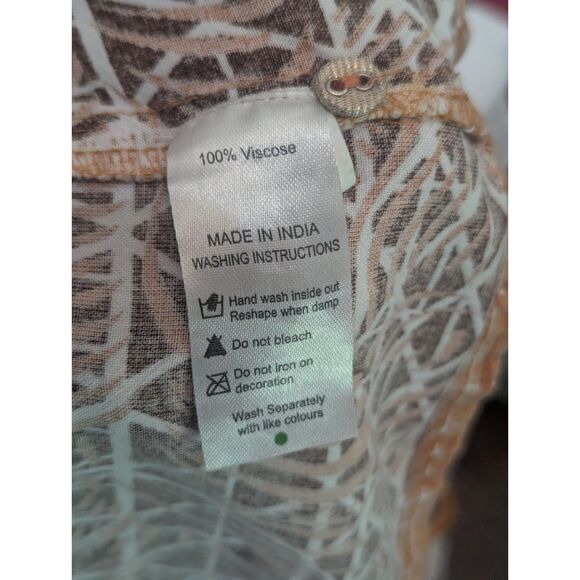 100% Viscose
MADE IN INDIA
WASHING INSTRUCTIONS
Hand wash inside out
Reshape when damp
Do not bleach
Do not Iron on
decoration
Wash Separately
with like colours